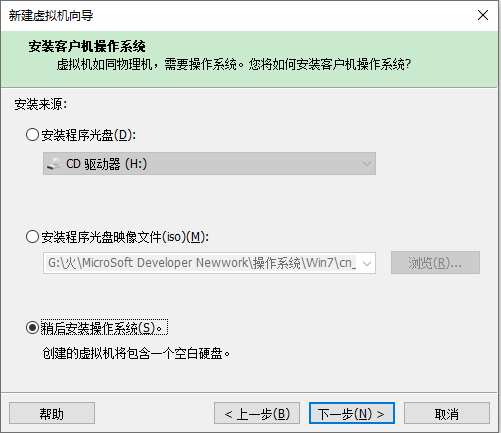 新建虚拟机向导
安装客户机操作系统
虚拟机如同物理机，需要操作系统。您将如何安装客户机操作系统?
安装来源:
安装程序光盘(D):
CD 驱动器 (H:)
安装程序光盘映像文件(iso)(M):
G:\火\MicroSoft Developer Newwork\操作系统\Win7\cn_
浏览(R)...
稍后安装操作系统(S)。
创建的虚拟机将包含一个空白硬盘。
帮助
< 上一步(B)
下一步(N) >
取消